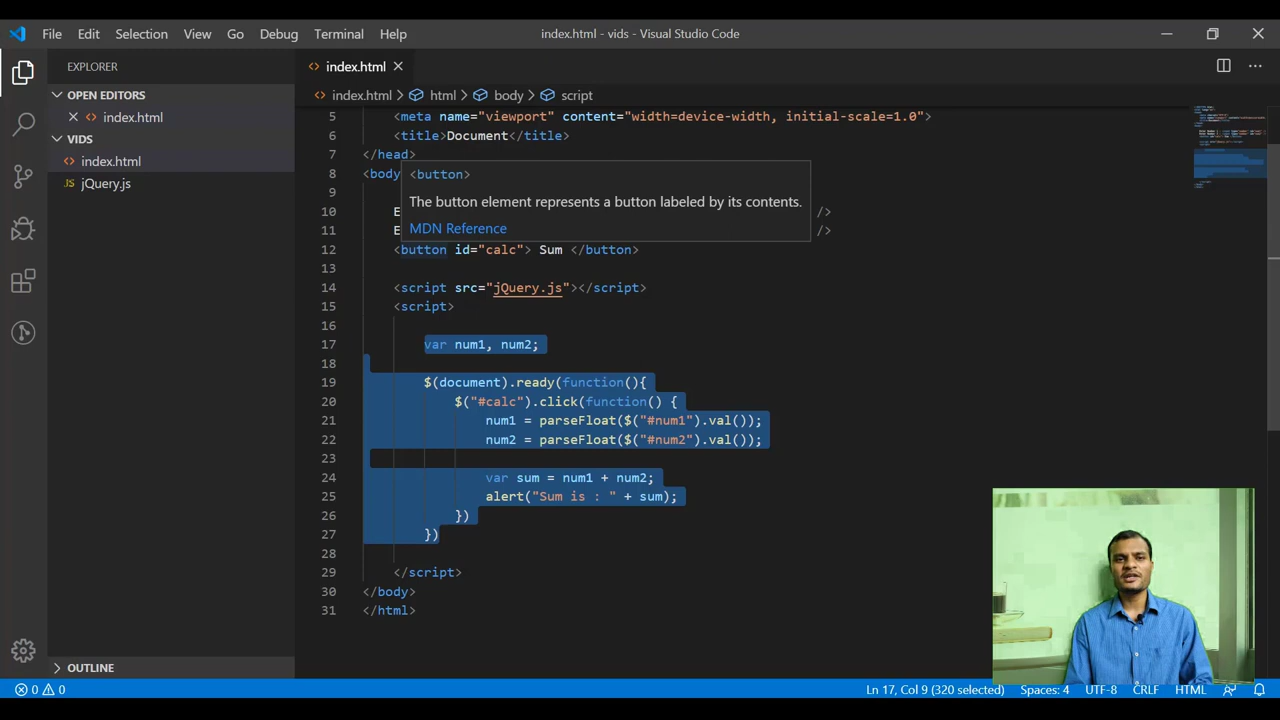 File Edit Selection View Go Debug Terminal Help
index.html - vids - Visual Studio Code
EXPLORER
OPEN EDITORS
index.html
VIDS
index.html
jQuery.js
OUTLINE
index.html
index.html > html > body > script
5 <meta name="viewport" content="width=device-width, initial-scale=1.0">
6 <title>Document</title>
7 </head>
8 <body
<button>
The button element represents a button labeled by its contents.
MDN Reference
9
10 E />
11 E />
12 <button id="calc"> Sum </button>
13
14 <script src="jQuery.js"></script>
15 <script>
16
17 var num1, num2;
18
19 $(document).ready(function(){
20 $("#calc").click(function() {
21 num1 = parseFloat($("#num1").val());
22 num2 = parseFloat($("#num2").val());
23
24 var sum = num1 + num2;
25 alert("Sum is : " + sum);
26 })
27 })
28
29 </script>
30 </body>
31 </html>
0 0
Ln 17, Col 9 (320 selected) Spaces: 4 UTF-8 CRLF HTML